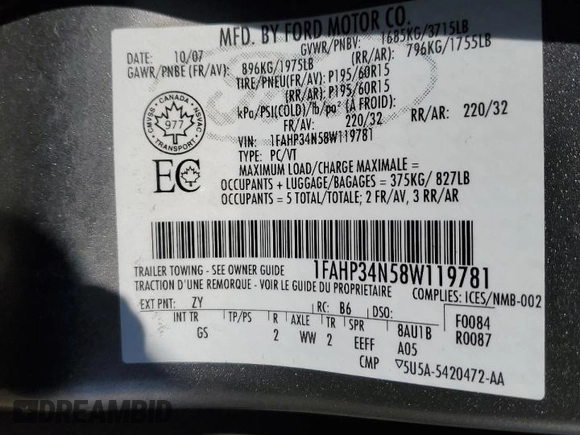 MFD. BY FORD MOTOR CO.
DATE: 10/07 GVWR/PNBV: 1685KG/3715LB
GAWR/PNBE (FR/AV): 896KG/1975LB (RR/AR): 796KG/1755LB
TIRE/PNEU(FR/AV): P195/60R15
(RR/AR): P195/60R15
kPa/PSI(COLD)/lb/po² (À FROID):
FR/AV: 220/32 RR/AR: 220/32
CANADA
CMVSS NSVAC
977
TRANSPORT
VIN: 1FAHP34N58W119781
TYPE: PC/VT
EC
MAXIMUM LOAD/CHARGE MAXIMALE =
OCCUPANTS + LUGGAGE/BAGAGES = 375KG/ 827LB
OCCUPANTS = 5 TOTAL/TOTALE; 2 FR/AV, 3 RR/AR
TRAILER TOWING - SEE OWNER GUIDE 1FAHP34N58W119781
TRACTION D'UNE REMORQUE - VOIR LE GUIDE DU PROPRIETAIRE COMPLIES: ICES/NMB-002
EXT PNT: ZY RC: B6 DSO: F0084
INT TR TP/PS R AXLE TR SPR 8AU1B R0087
GS 2 WW 2 EEFF A05
CMP ▽5U5A-5420472-AA
DREAMBID